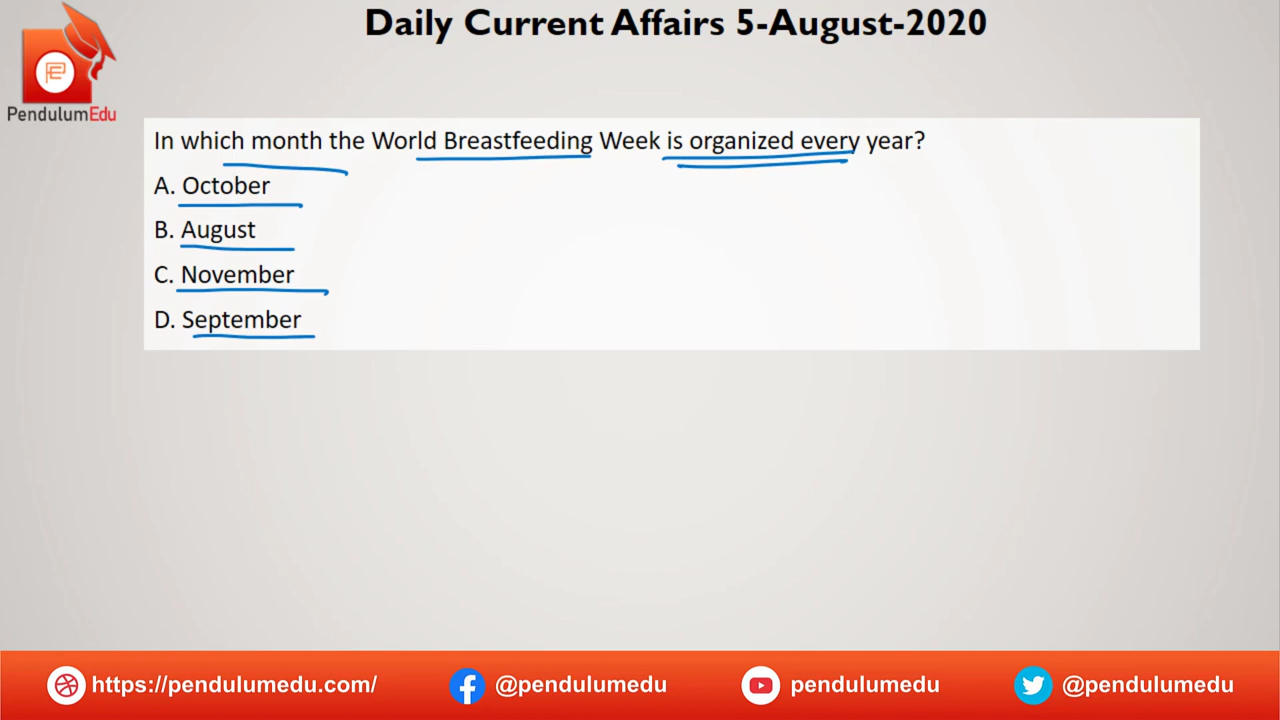 Daily Current Affairs 5-August-2020
PendulumEdu
In which month the World Breastfeeding Week is organized every year?
A. October
B. August
C. November
D. September
https://pendulumedu.com/
@pendulumedu
pendulumedu
@pendulumedu